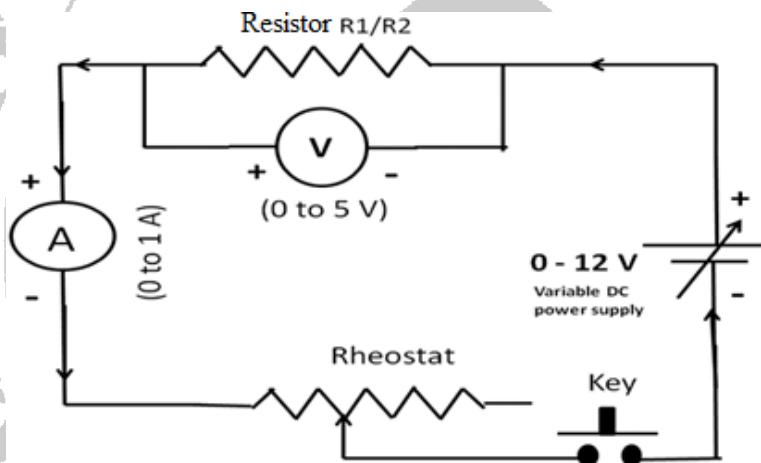 Resistor R1/R2
V
+ -
(0 to 5 V)
+
A
(0 to 1 A)
-
+
0 - 12 V
Variable DC
power supply
-
Rheostat
Key